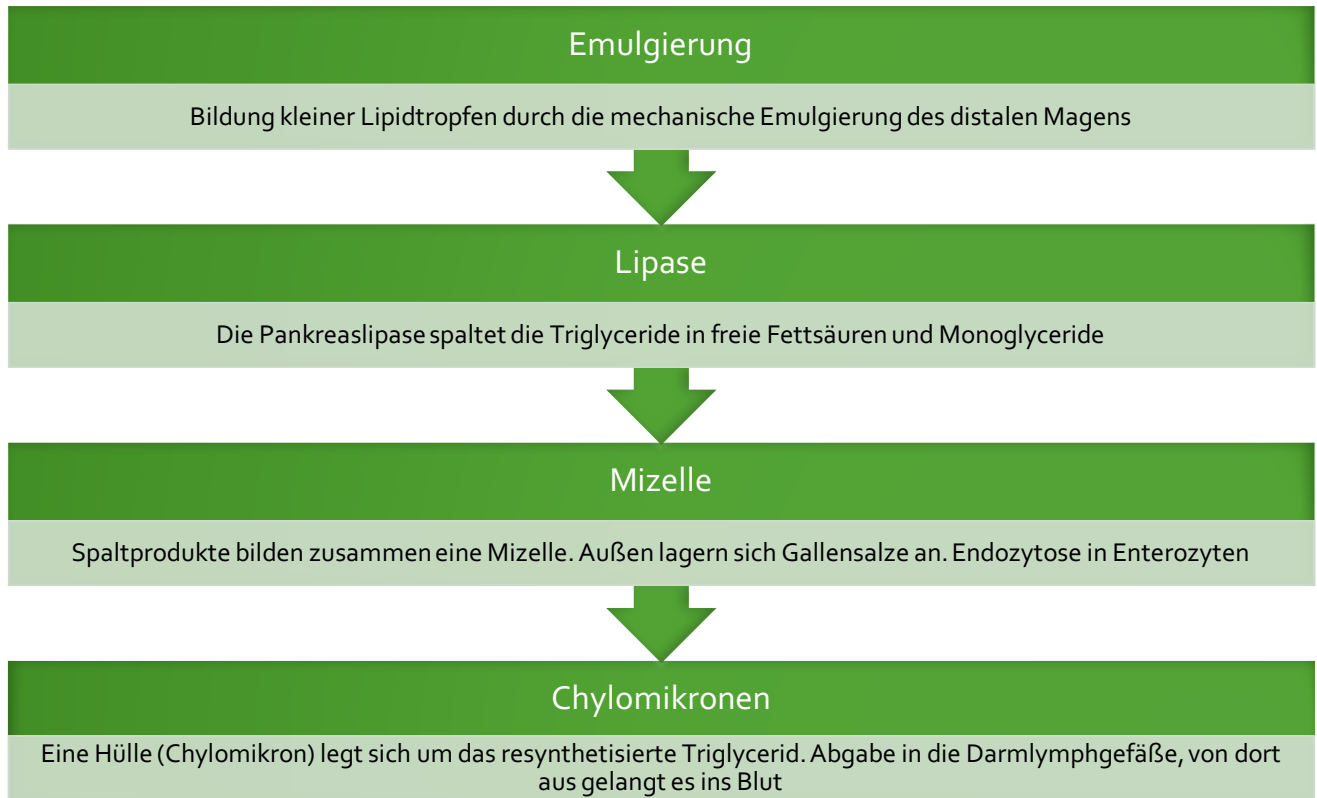 Emulgierung
Bildung kleiner Lipidtropfen durch die mechanische Emulgierung des distalen Magens
Lipase
Die Pankreaslipase spaltet die Triglyceride in freie Fettsäuren und Monoglyceride
Mizelle
Spaltprodukte bilden zusammen eine Mizelle. Außen lagern sich Gallensalze an. Endozytose in Enterozyten
Chylomikronen
Eine Hülle (Chylomikron) legt sich um das resynthetisierte Triglycerid. Abgabe in die Darmlymphgefäße, von dort
aus gelangt es ins Blut